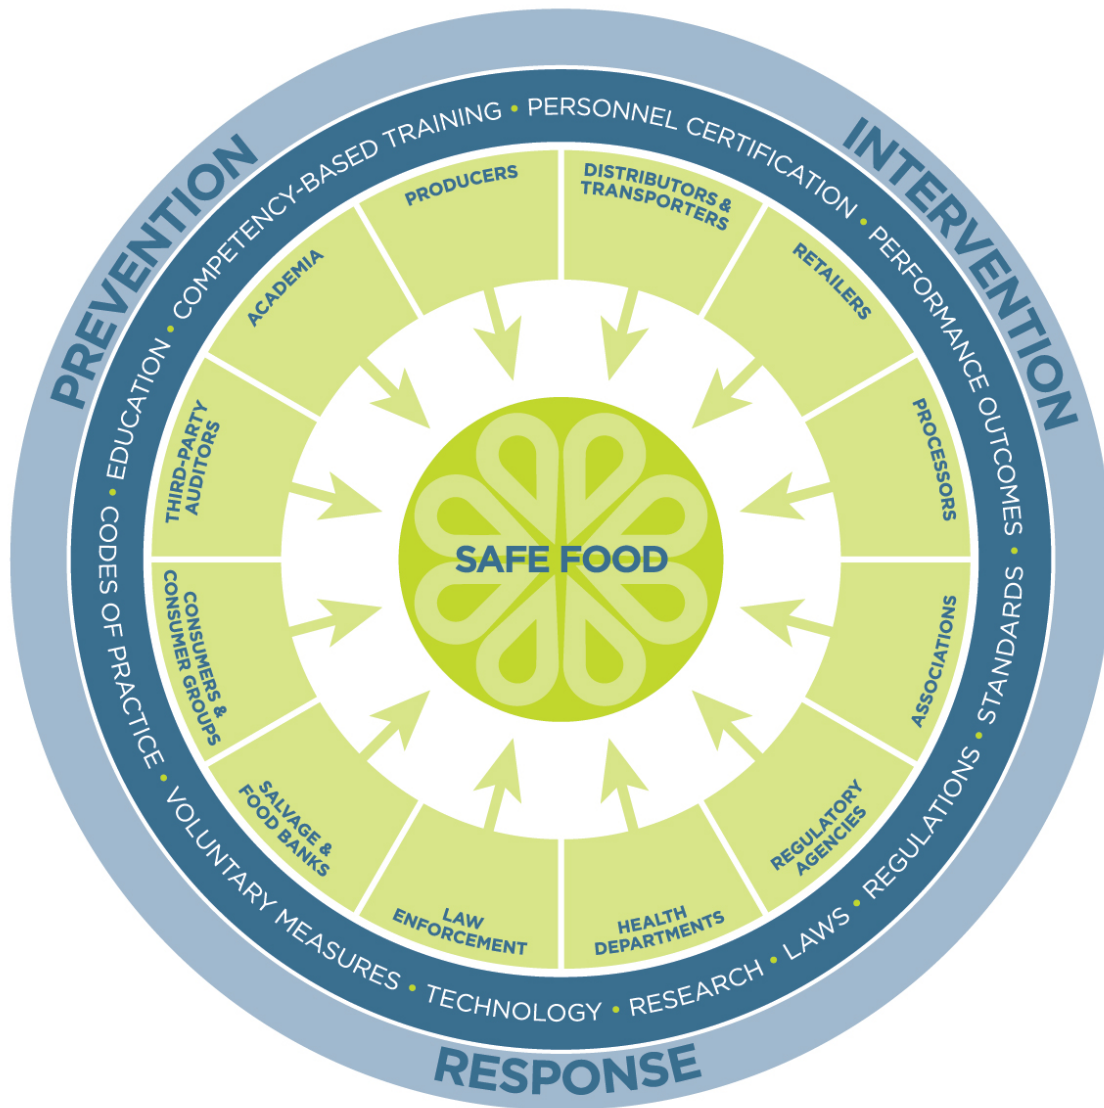 PREVENTION
INTERVENTION
RESPONSE
COMPETENCY-BASED TRAINING • PERSONNEL CERTIFICATION • PERFORMANCE OUTCOMES • STANDARDS • REGULATIONS • LAWS • RESEARCH • TECHNOLOGY • VOLUNTARY MEASURES • CODES OF PRACTICE • EDUCATION •
PRODUCERS
DISTRIBUTORS &
TRANSPORTERS
RETAILERS
PROCESSORS
ASSOCIATIONS
REGULATORY
AGENCIES
HEALTH
DEPARTMENTS
LAW
ENFORCEMENT
SALVAGE &
FOOD BANKS
CONSUMERS &
CONSUMER GROUPS
THIRD-PARTY
AUDITORS
ACADEMIA
SAFE FOOD